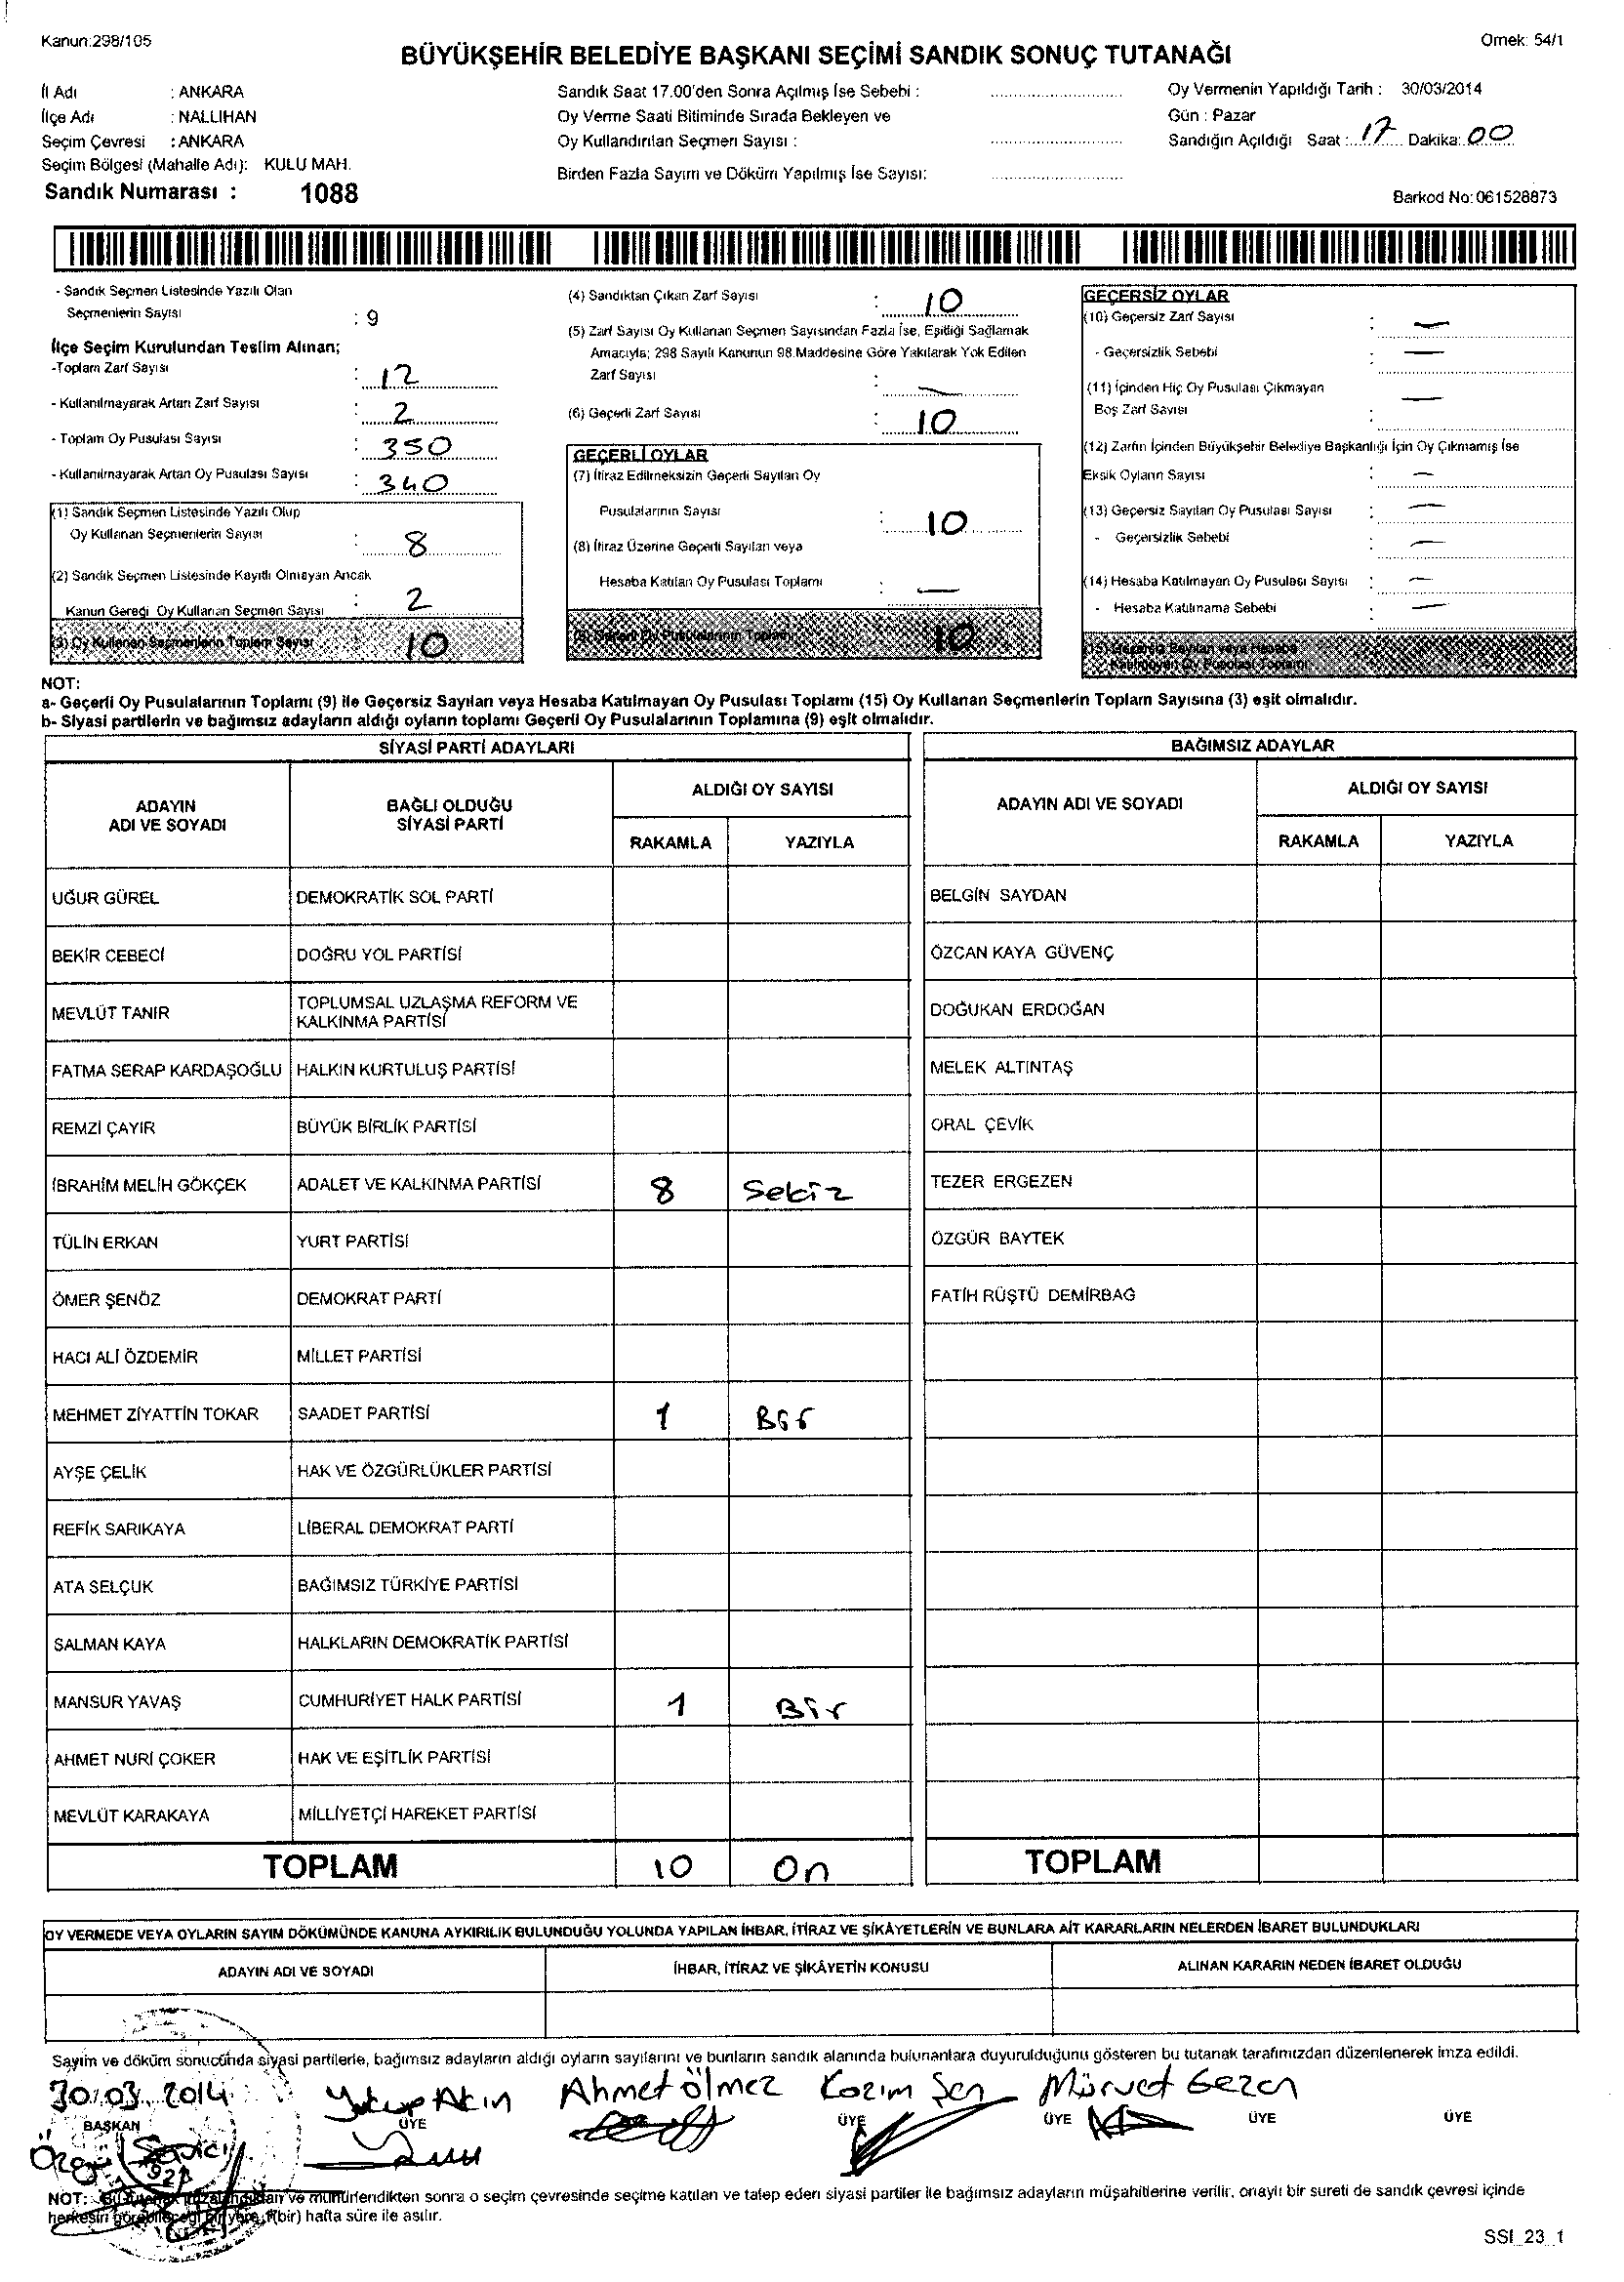 Kanun:298/105
Örnek: 54/1
BÜYÜKŞEHİR BELEDİYE BAŞKANI SEÇİMİ SANDIK SONUÇ TUTANAĞI
İl Adı : ANKARA
İlçe Adı : NALLIHAN
Seçim Çevresi : ANKARA
Seçim Bölgesi (Mahalle Adı): KULU MAH.
Sandık Numarası : 1088
Sandık Saat 17.00'den Sonra Açılmış İse Sebebi :
Oy Verme Saati Bitiminde Sırada Bekleyen ve
Oy Kullandırılan Seçmen Sayısı :
Birden Fazla Sayım ve Döküm Yapılmış İse Sayısı:
Oy Vermenin Yapıldığı Tarih : 30/03/2014
Gün : Pazar
Sandığın Açıldığı Saat : 17 Dakika: 00
Barkod No: 061528873
- Sandık Seçmen Listesinde Yazılı Olan
Seçmenlerin Sayısı : 9
İlçe Seçim Kurulundan Teslim Alınan;
-Toplam Zarf Sayısı : 12
- Kullanılmayarak Artan Zarf Sayısı : 2
- Toplam Oy Pusulası Sayısı : 350
- Kullanılmayarak Artan Oy Pusulası Sayısı : 340
(1) Sandık Seçmen Listesinde Yazılı Olup
Oy Kullanan Seçmenlerin Sayısı : 8
(2) Sandık Seçmen Listesinde Kayıtlı Olmayan Ancak
Kanun Gereği Oy Kullanan Seçmen Sayısı : 2
(3) Oy Kullanan Seçmenlerin Toplam Sayısı 10
(4) Sandıktan Çıkan Zarf Sayısı : 10
(5) Zarf Sayısı Oy Kullanan Seçmen Sayısından Fazla İse, Eşitliği Sağlamak
Amacıyla; 298 Sayılı Kanunun 98.Maddesine Göre Yakılarak Yok Edilen
Zarf Sayısı : —
(6) Geçerli Zarf Sayısı : 10
GEÇERLİ OYLAR
(7) İtiraz Edilmeksizin Geçerli Sayılan Oy
Pusulalarının Sayısı : 10
(8) İtiraz Üzerine Geçerli Sayılan veya
Hesaba Katılan Oy Pusulası Toplamı : —
(9) Geçerli Oy Pusulalarının Toplamı 10
GEÇERSİZ OYLAR
(10) Geçersiz Zarf Sayısı : —
- Geçersizlik Sebebi : —
(11) İçinden Hiç Oy Pusulası Çıkmayan
Boş Zarf Sayısı : —
(12) Zarfın İçinden Büyükşehir Belediye Başkanlığı İçin Oy Çıkmamış İse
Eksik Oyların Sayısı : —
(13) Geçersiz Sayılan Oy Pusulası Sayısı : —
- Geçersizlik Sebebi : —
(14) Hesaba Katılmayan Oy Pusulası Sayısı : —
- Hesaba Katılmama Sebebi : —
(15) Geçersiz Sayılan veya Hesaba
Katılmayan Oy Pusulası Toplamı
NOT:
a- Geçerli Oy Pusulalarının Toplamı (9) ile Geçersiz Sayılan veya Hesaba Katılmayan Oy Pusulası Toplamı (15) Oy Kullanan Seçmenlerin Toplam Sayısına (3) eşit olmalıdır.
b- Siyasi partilerin ve bağımsız adayların aldığı oyların toplamı Geçerli Oy Pusulalarının Toplamına (9) eşit olmalıdır.
SİYASİ PARTİ ADAYLARI
ADAYIN ADI VE SOYADI
BAĞLI OLDUĞU SİYASİ PARTİ
ALDIĞI OY SAYISI
RAKAMLA YAZIYLA
UĞUR GÜREL DEMOKRATİK SOL PARTİ
BEKİR CEBECİ DOĞRU YOL PARTİSİ
MEVLÜT TANIR TOPLUMSAL UZLAŞMA REFORM VE KALKINMA PARTİSİ
FATMA SERAP KARDAŞOĞLU HALKIN KURTULUŞ PARTİSİ
REMZİ ÇAYIR BÜYÜK BİRLİK PARTİSİ
İBRAHİM MELİH GÖKÇEK ADALET VE KALKINMA PARTİSİ 8 Sekiz
TÜLİN ERKAN YURT PARTİSİ
ÖMER ŞENÖZ DEMOKRAT PARTİ
HACI ALİ ÖZDEMİR MİLLET PARTİSİ
MEHMET ZİYATTİN TOKAR SAADET PARTİSİ 1 Bir
AYŞE ÇELİK HAK VE ÖZGÜRLÜKLER PARTİSİ
REFİK SARIKAYA LİBERAL DEMOKRAT PARTİ
ATA SELÇUK BAĞIMSIZ TÜRKİYE PARTİSİ
SALMAN KAYA HALKLARIN DEMOKRATİK PARTİSİ
MANSUR YAVAŞ CUMHURİYET HALK PARTİSİ 1 Bir
AHMET NURİ ÇOKER HAK VE EŞİTLİK PARTİSİ
MEVLÜT KARAKAYA MİLLİYETÇİ HAREKET PARTİSİ
TOPLAM 10 On
BAĞIMSIZ ADAYLAR
ADAYIN ADI VE SOYADI
ALDIĞI OY SAYISI
RAKAMLA YAZIYLA
BELGİN SAYDAN
ÖZCAN KAYA GÜVENÇ
DOĞUKAN ERDOĞAN
MELEK ALTINTAŞ
ORAL ÇEVİK
TEZER ERGEZEN
ÖZGÜR BAYTEK
FATİH RÜŞTÜ DEMİRBAĞ
TOPLAM
OY VERMEDE VEYA OYLARIN SAYIM DÖKÜMÜNDE KANUNA AYKIRILIK BULUNDUĞU YOLUNDA YAPILAN İHBAR, İTİRAZ VE ŞİKÂYETLERİN VE BUNLARA AİT KARARLARIN NELERDEN İBARET BULUNDUKLARI
ADAYIN ADI VE SOYADI
İHBAR, İTİRAZ VE ŞİKÂYETİN KONUSU
ALINAN KARARIN NEDEN İBARET OLDUĞU
Sayım ve döküm sonucunda siyasi partilerle, bağımsız adayların aldığı oyların sayılarını ve bunların sandık alanında bulunanlara duyurulduğunu gösteren bu tutanak tarafımızdan düzenlenerek imza edildi.
30.03.2014 Yakup Akın Ahmet Ölmez Kazım Şen Mürvet Gezen
BAŞKAN ÜYE ÜYE ÜYE ÜYE ÜYE
NOT: Bu tutanak imzalandıktan ve mühürlendikten sonra o seçim çevresinde seçime katılan ve talep eden siyasi partiler ile bağımsız adayların müşahitlerine verilir, onaylı bir sureti de sandık çevresi içinde
herkesin görebileceği bir yere 1(bir) hafta süre ile asılır.
SSI_23_1